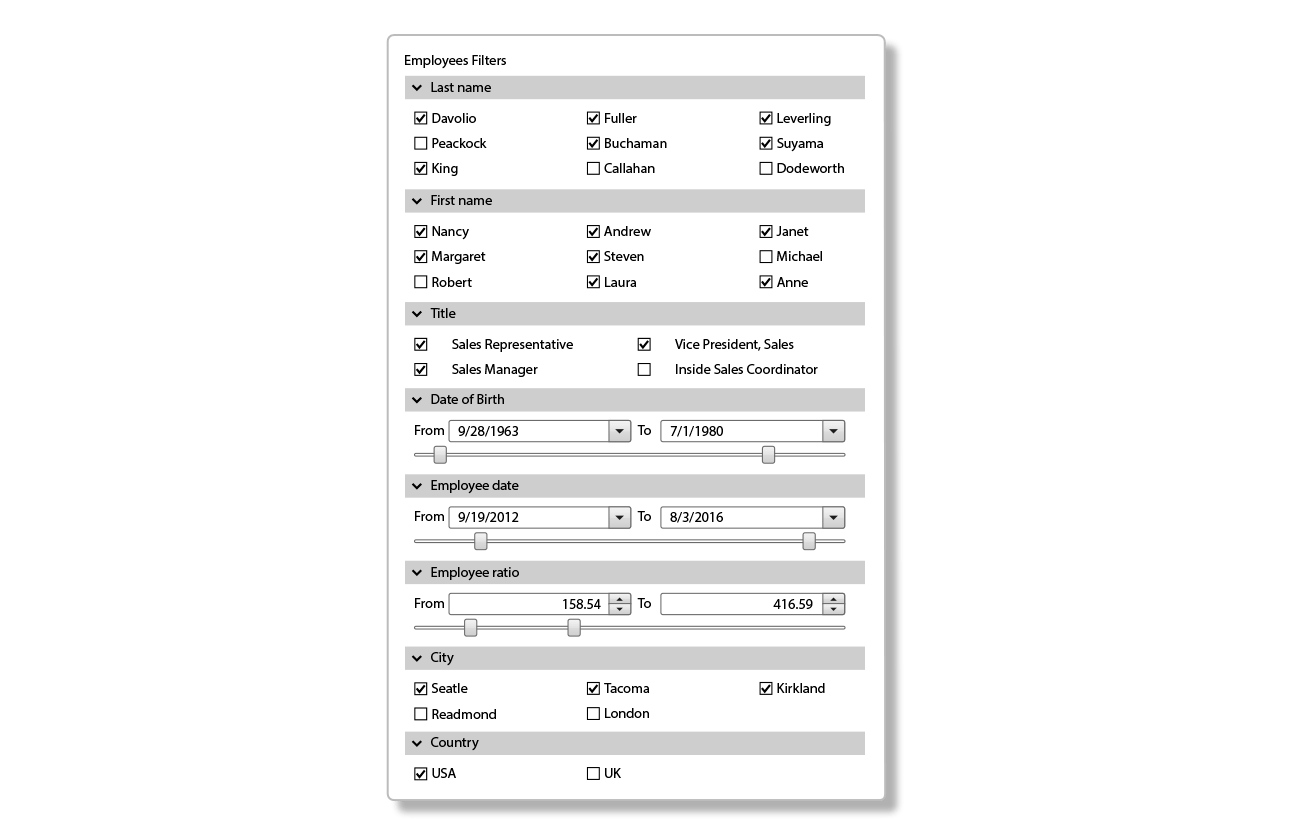 Employees Filters
Last name
Davolio Fuller Leverling
Peackock Buchaman Suyama
King Callahan Dodeworth
First name
Nancy Andrew Janet
Margaret Steven Michael
Robert Laura Anne
Title
Sales Representative Vice President, Sales
Sales Manager Inside Sales Coordinator
Date of Birth
From 9/28/1963 To 7/1/1980
Employee date
From 9/19/2012 To 8/3/2016
Employee ratio
From 158.54 To 416.59
City
Seatle Tacoma Kirkland
Readmond London
Country
USA UK